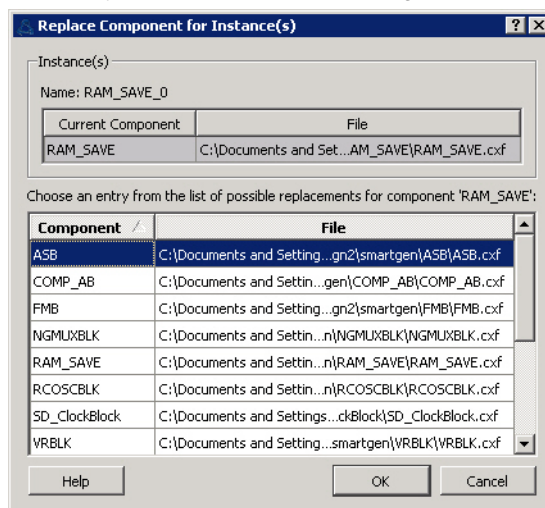 Replace Component for Instance(s)
Instance(s)
Name: RAM_SAVE_0
Current Component File
RAM_SAVE C:\Documents and Set...AM_SAVE\RAM_SAVE.cxf
Choose an entry from the list of possible replacements for component 'RAM_SAVE':
Component File
ASB C:\Documents and Setting...gn2\smartgen\ASB\ASB.cxf
COMP_AB C:\Documents and Settin...gen\COMP_AB\COMP_AB.cxf
FMB C:\Documents and Setting...gn2\smartgen\FMB\FMB.cxf
NGMUXBLK C:\Documents and Settin...n\NGMUXBLK\NGMUXBLK.cxf
RAM_SAVE C:\Documents and Settin...n\RAM_SAVE\RAM_SAVE.cxf
RCOSCBLK C:\Documents and Settin...n\RCOSCBLK\RCOSCBLK.cxf
SD_ClockBlock C:\Documents and Settings...ckBlock\SD_ClockBlock.cxf
VRBLK C:\Documents and Setting...smartgen\VRBLK\VRBLK.cxf
Help OK Cancel